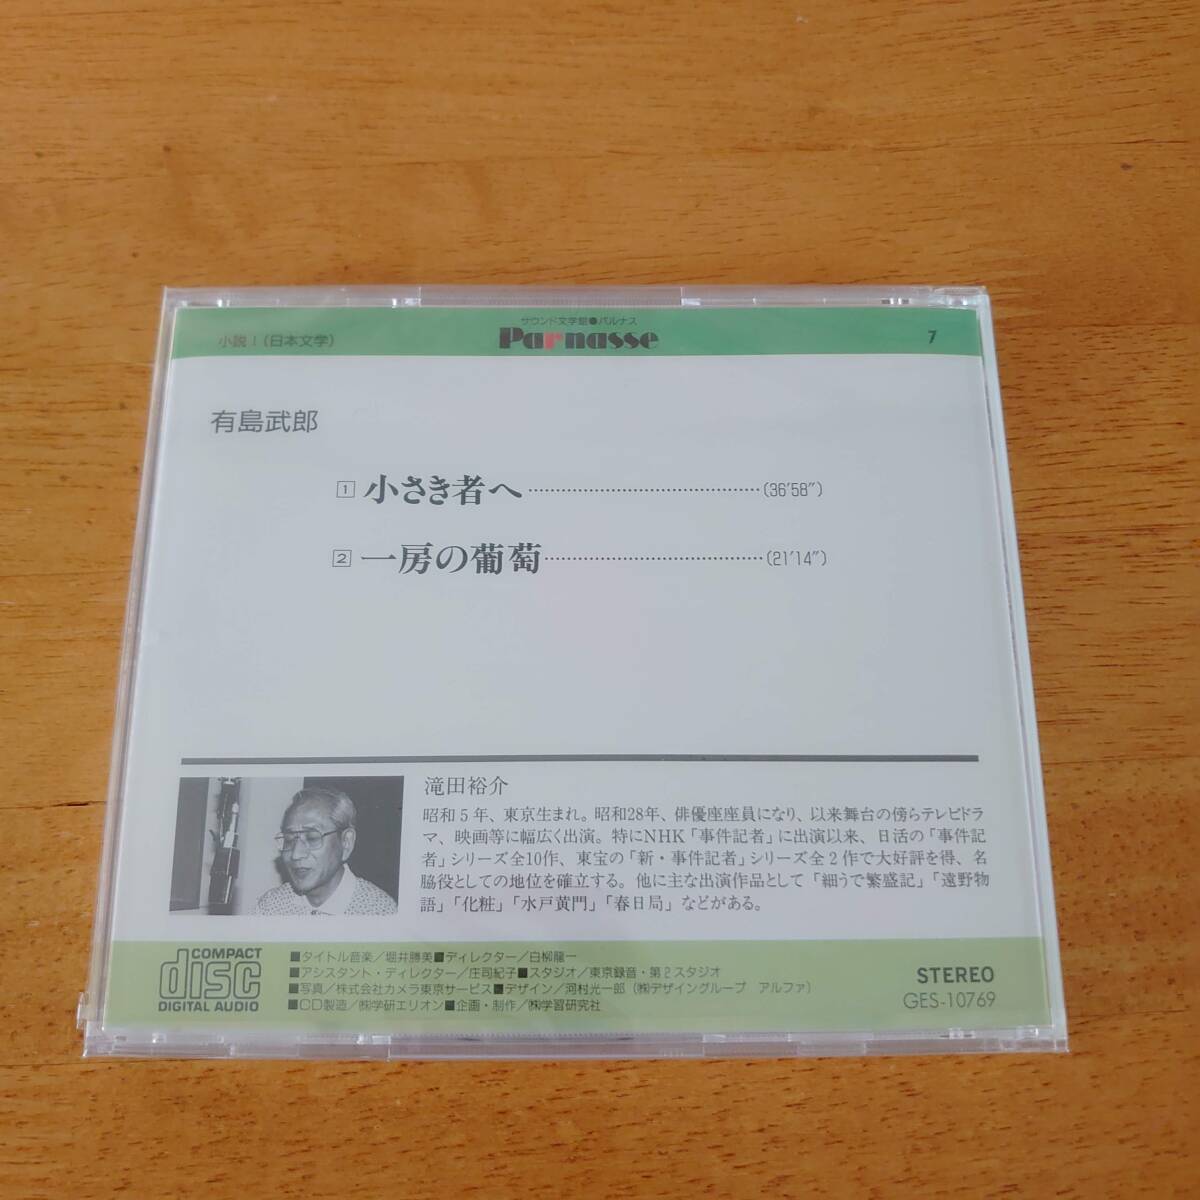 サウンド文学館●パルナス
小説Ⅰ(日本文学)
Parnasse
7
有島武郎
1 小さき者へ……………………………………(36'58")
2 一房の葡萄…………………………………(21'14")
滝田裕介
昭和5年、東京生まれ。昭和28年、俳優座座員になり、以来舞台の傍らテレビドラ
マ、映画等に幅広く出演。特にNHK「事件記者」に出演以来、日活の「事件記
者」シリーズ全10作、東宝の「新・事件記者」シリーズ全2作で大好評を得、名
脇役としての地位を確立する。他に主な出演作品として「細うで繁盛記」「遠野物
語」「化粧」「水戸黄門」「春日局」などがある。
COMPACT
disc
DIGITAL AUDIO
■タイトル音楽/堀井勝美■ディレクター/白柳龍一
■アシスタント・ディレクター/庄司紀子■スタジオ/東京録音・第2スタジオ
■写真/株式会社カメラ東京サービス■デザイン/河村光一郎(㈱デザイングループ アルファ)
■CD製造/㈱学研エリオン■企画・制作/㈱学習研究社
STEREO
GES-10769